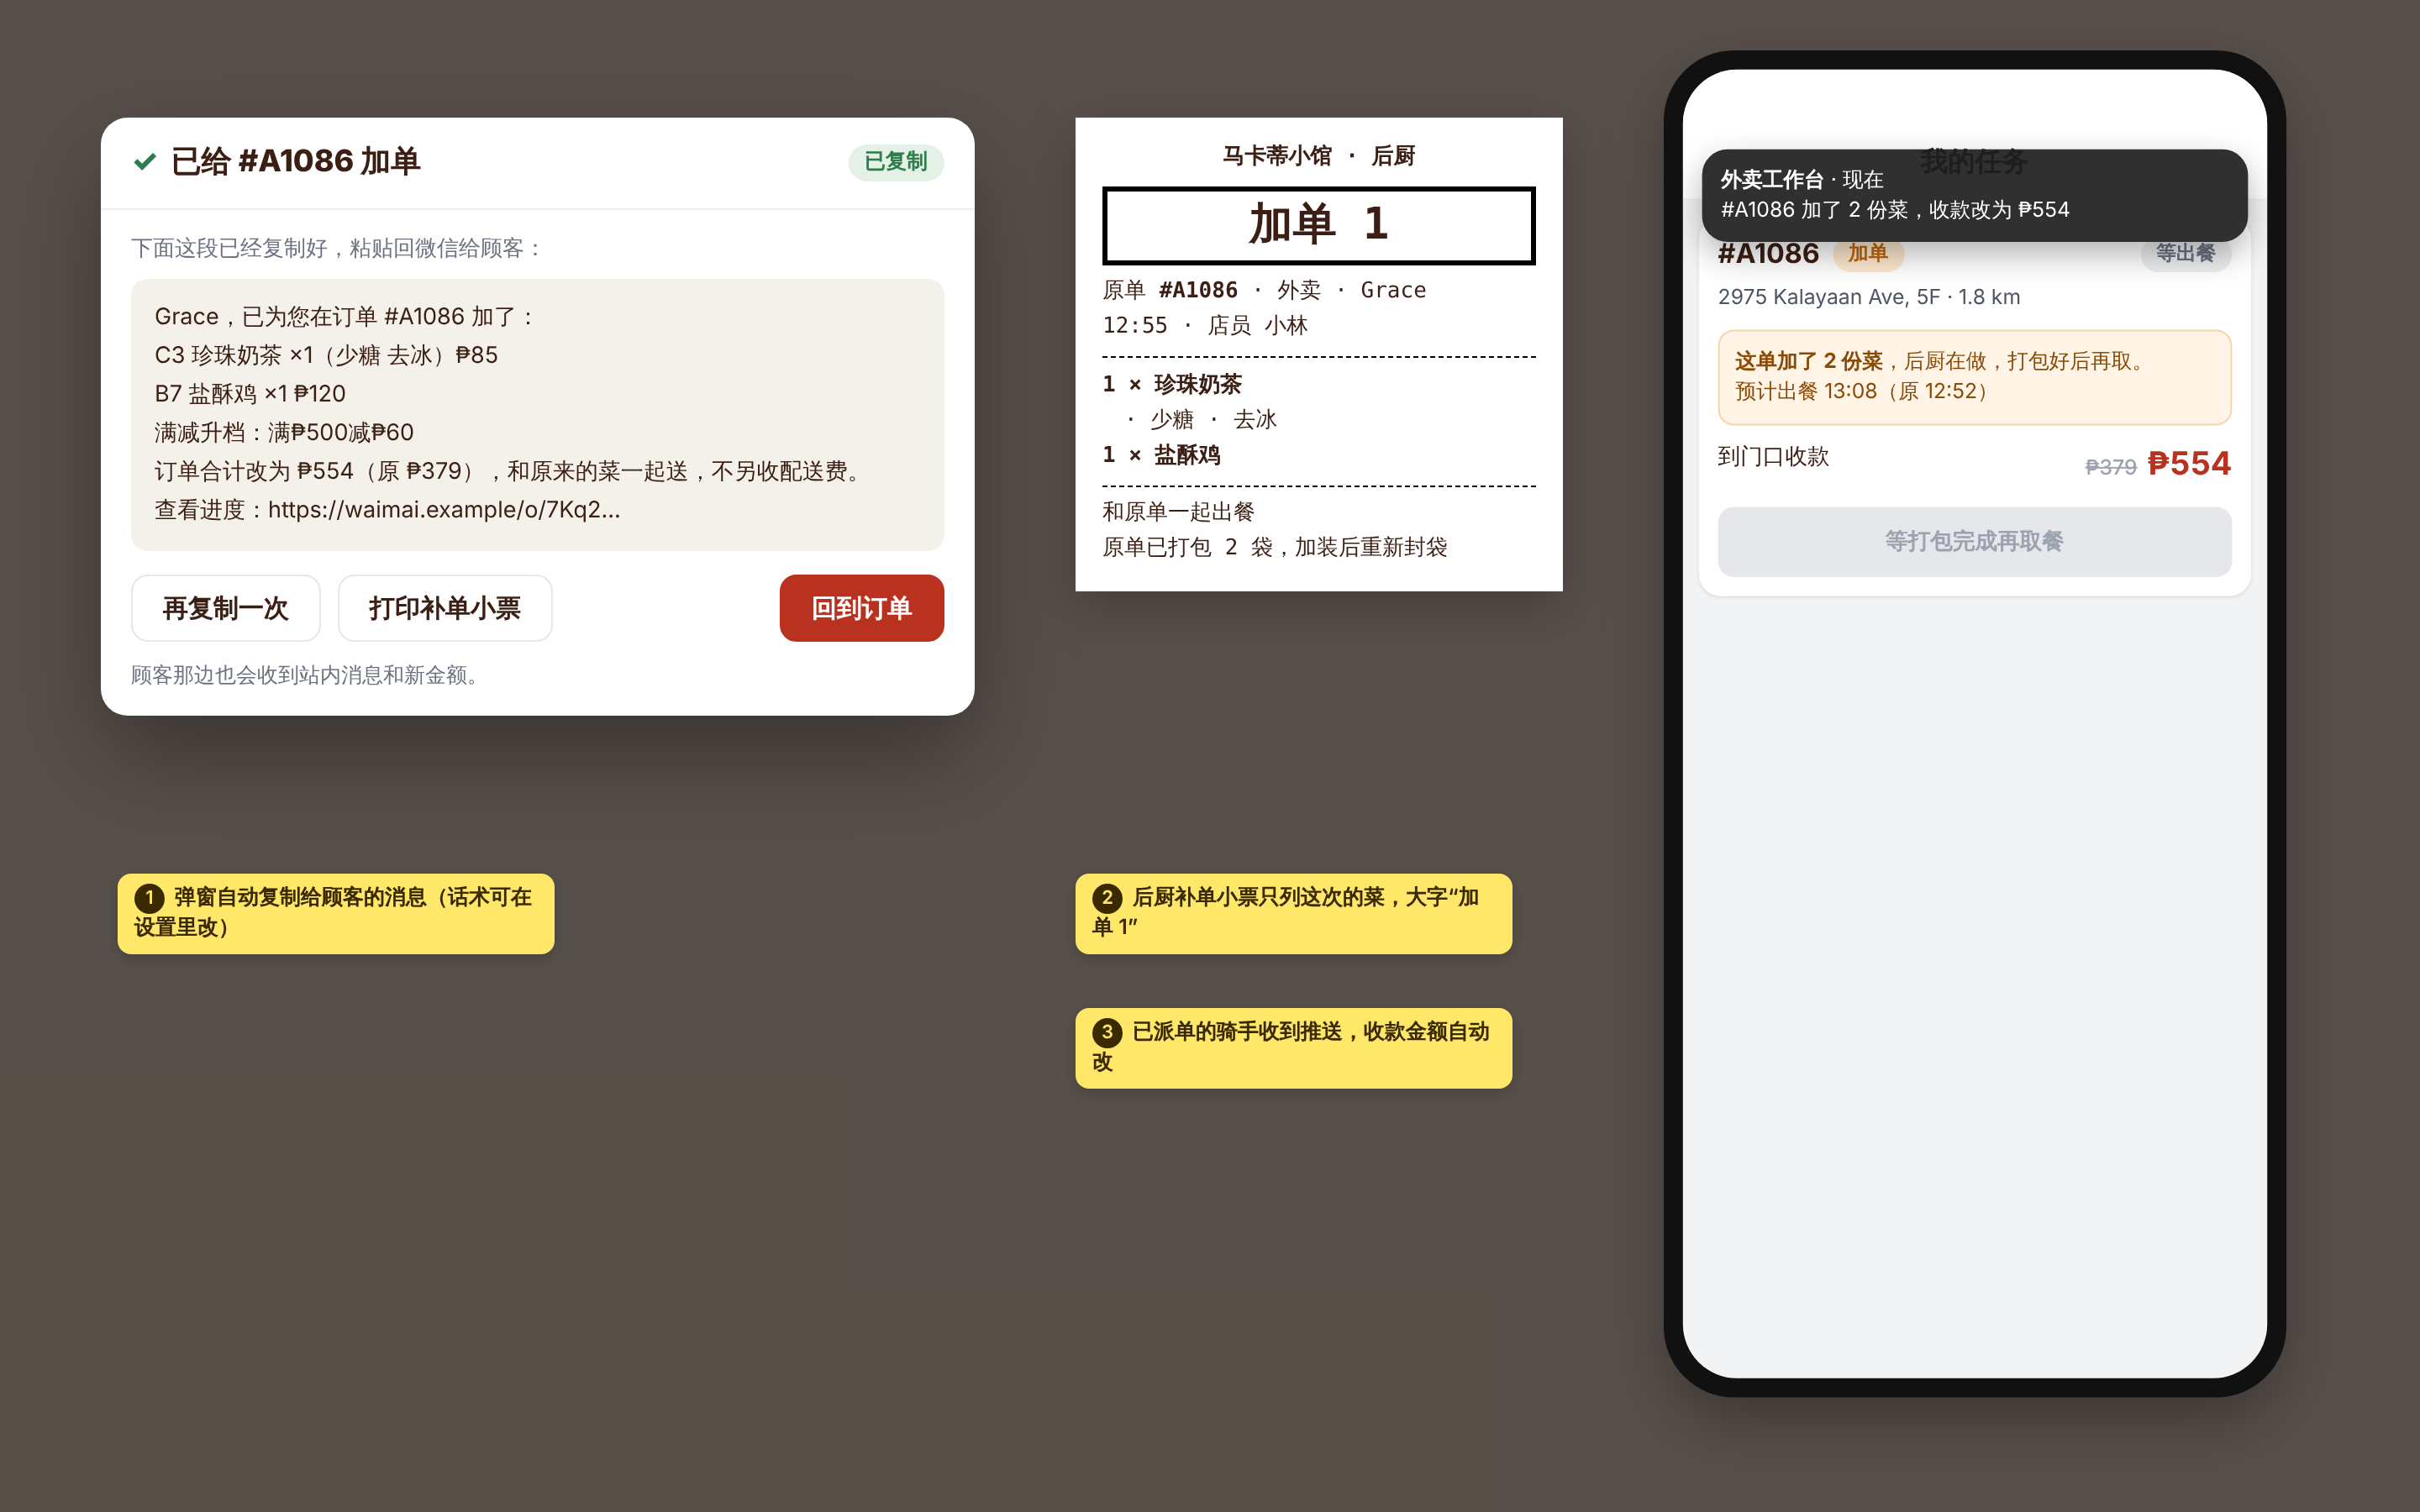 已给 #A1086 加单
已复制
下面这段已经复制好，粘贴回微信给顾客：
Grace，已为您在订单 #A1086 加了：
C3 珍珠奶茶 ×1（少糖 去冰）₱85
B7 盐酥鸡 ×1 ₱120
满减升档：满₱500减₱60
订单合计改为 ₱554（原 ₱379），和原来的菜一起送，不另收配送费。
查看进度：https://waimai.example/o/7Kq2…
再复制一次
打印补单小票
回到订单
顾客那边也会收到站内消息和新金额。
马卡蒂小馆 · 后厨
加单 1
原单 #A1086 · 外卖 · Grace
12:55 · 店员 小林
1 × 珍珠奶茶
· 少糖 · 去冰
1 × 盐酥鸡
和原单一起出餐
原单已打包 2 袋，加装后重新封袋
我的任务
外卖工作台 · 现在
#A1086 加了 2 份菜，收款改为 ₱554
#A1086
加单
等出餐
2975 Kalayaan Ave, 5F · 1.8 km
这单加了 2 份菜，后厨在做，打包好后再取。
预计出餐 13:08（原 12:52）
到门口收款
₱379 ₱554
等打包完成再取餐
1 弹窗自动复制给顾客的消息（话术可在
设置里改）
2 后厨补单小票只列这次的菜，大字“加
单 1”
3 已派单的骑手收到推送，收款金额自动
改